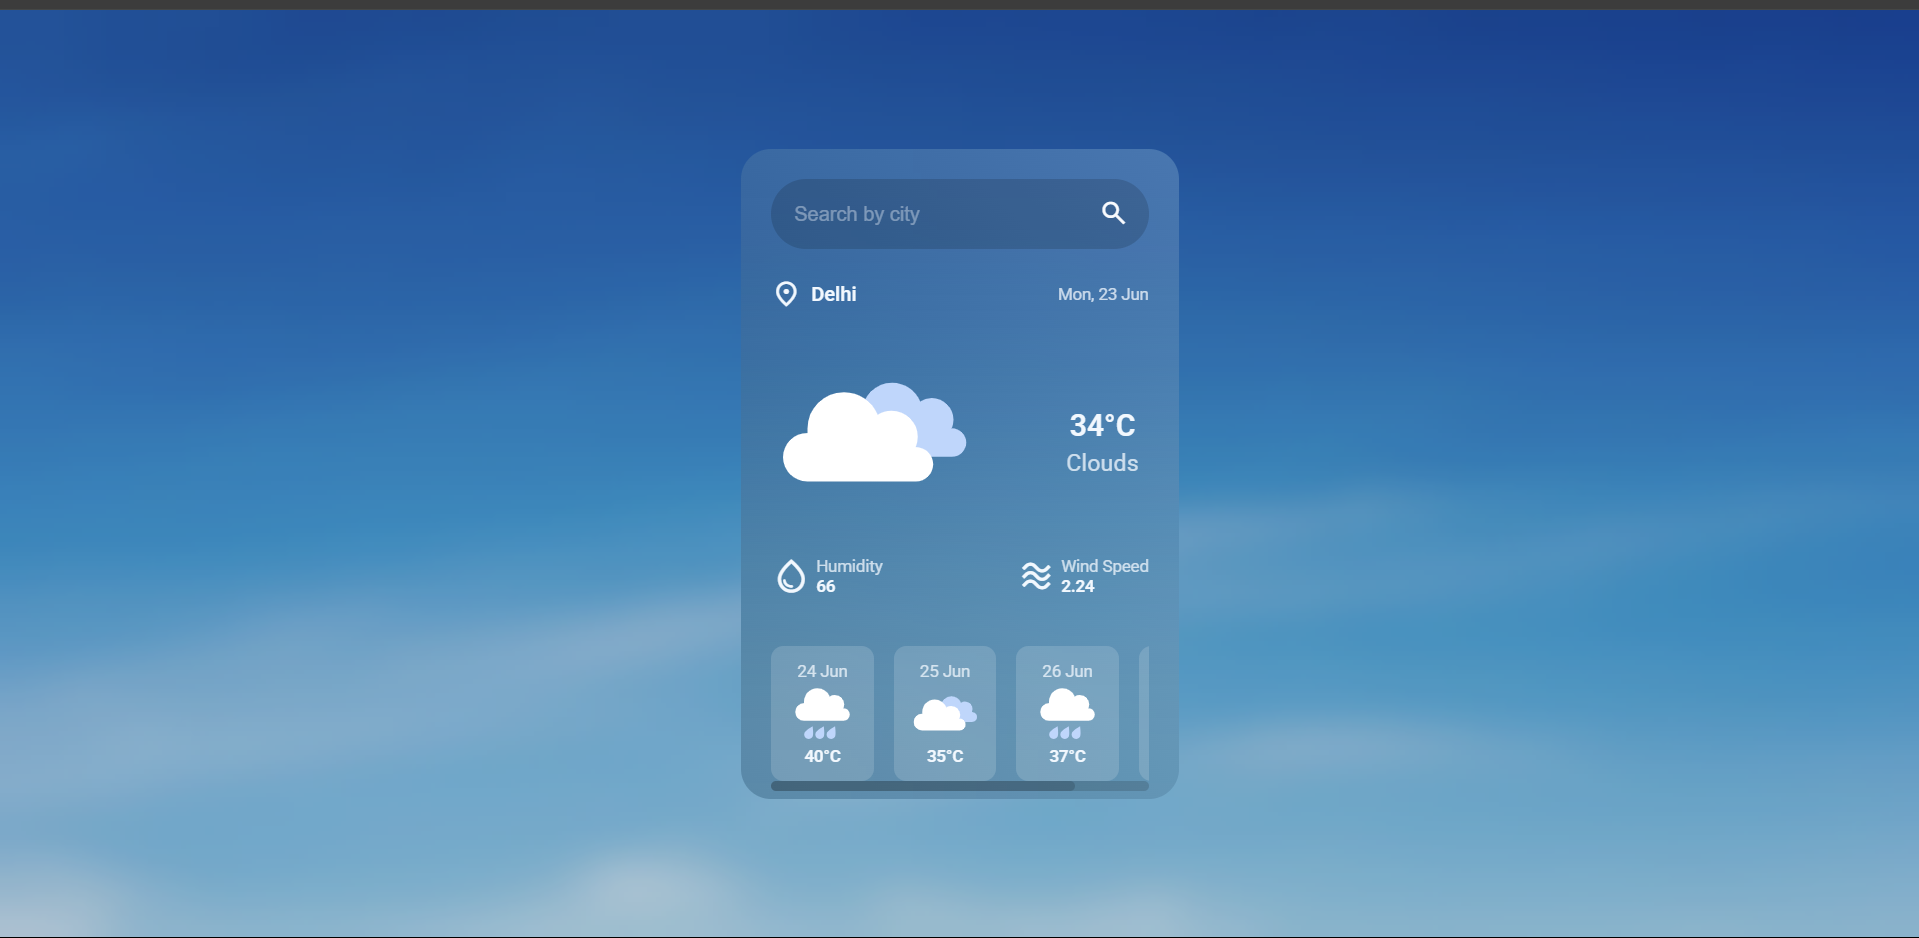 Search by city
Delhi
Mon, 23 Jun
34°C
Clouds
Humidity
66
Wind Speed
2.24
24 Jun
40°C
25 Jun
35°C
26 Jun
37°C